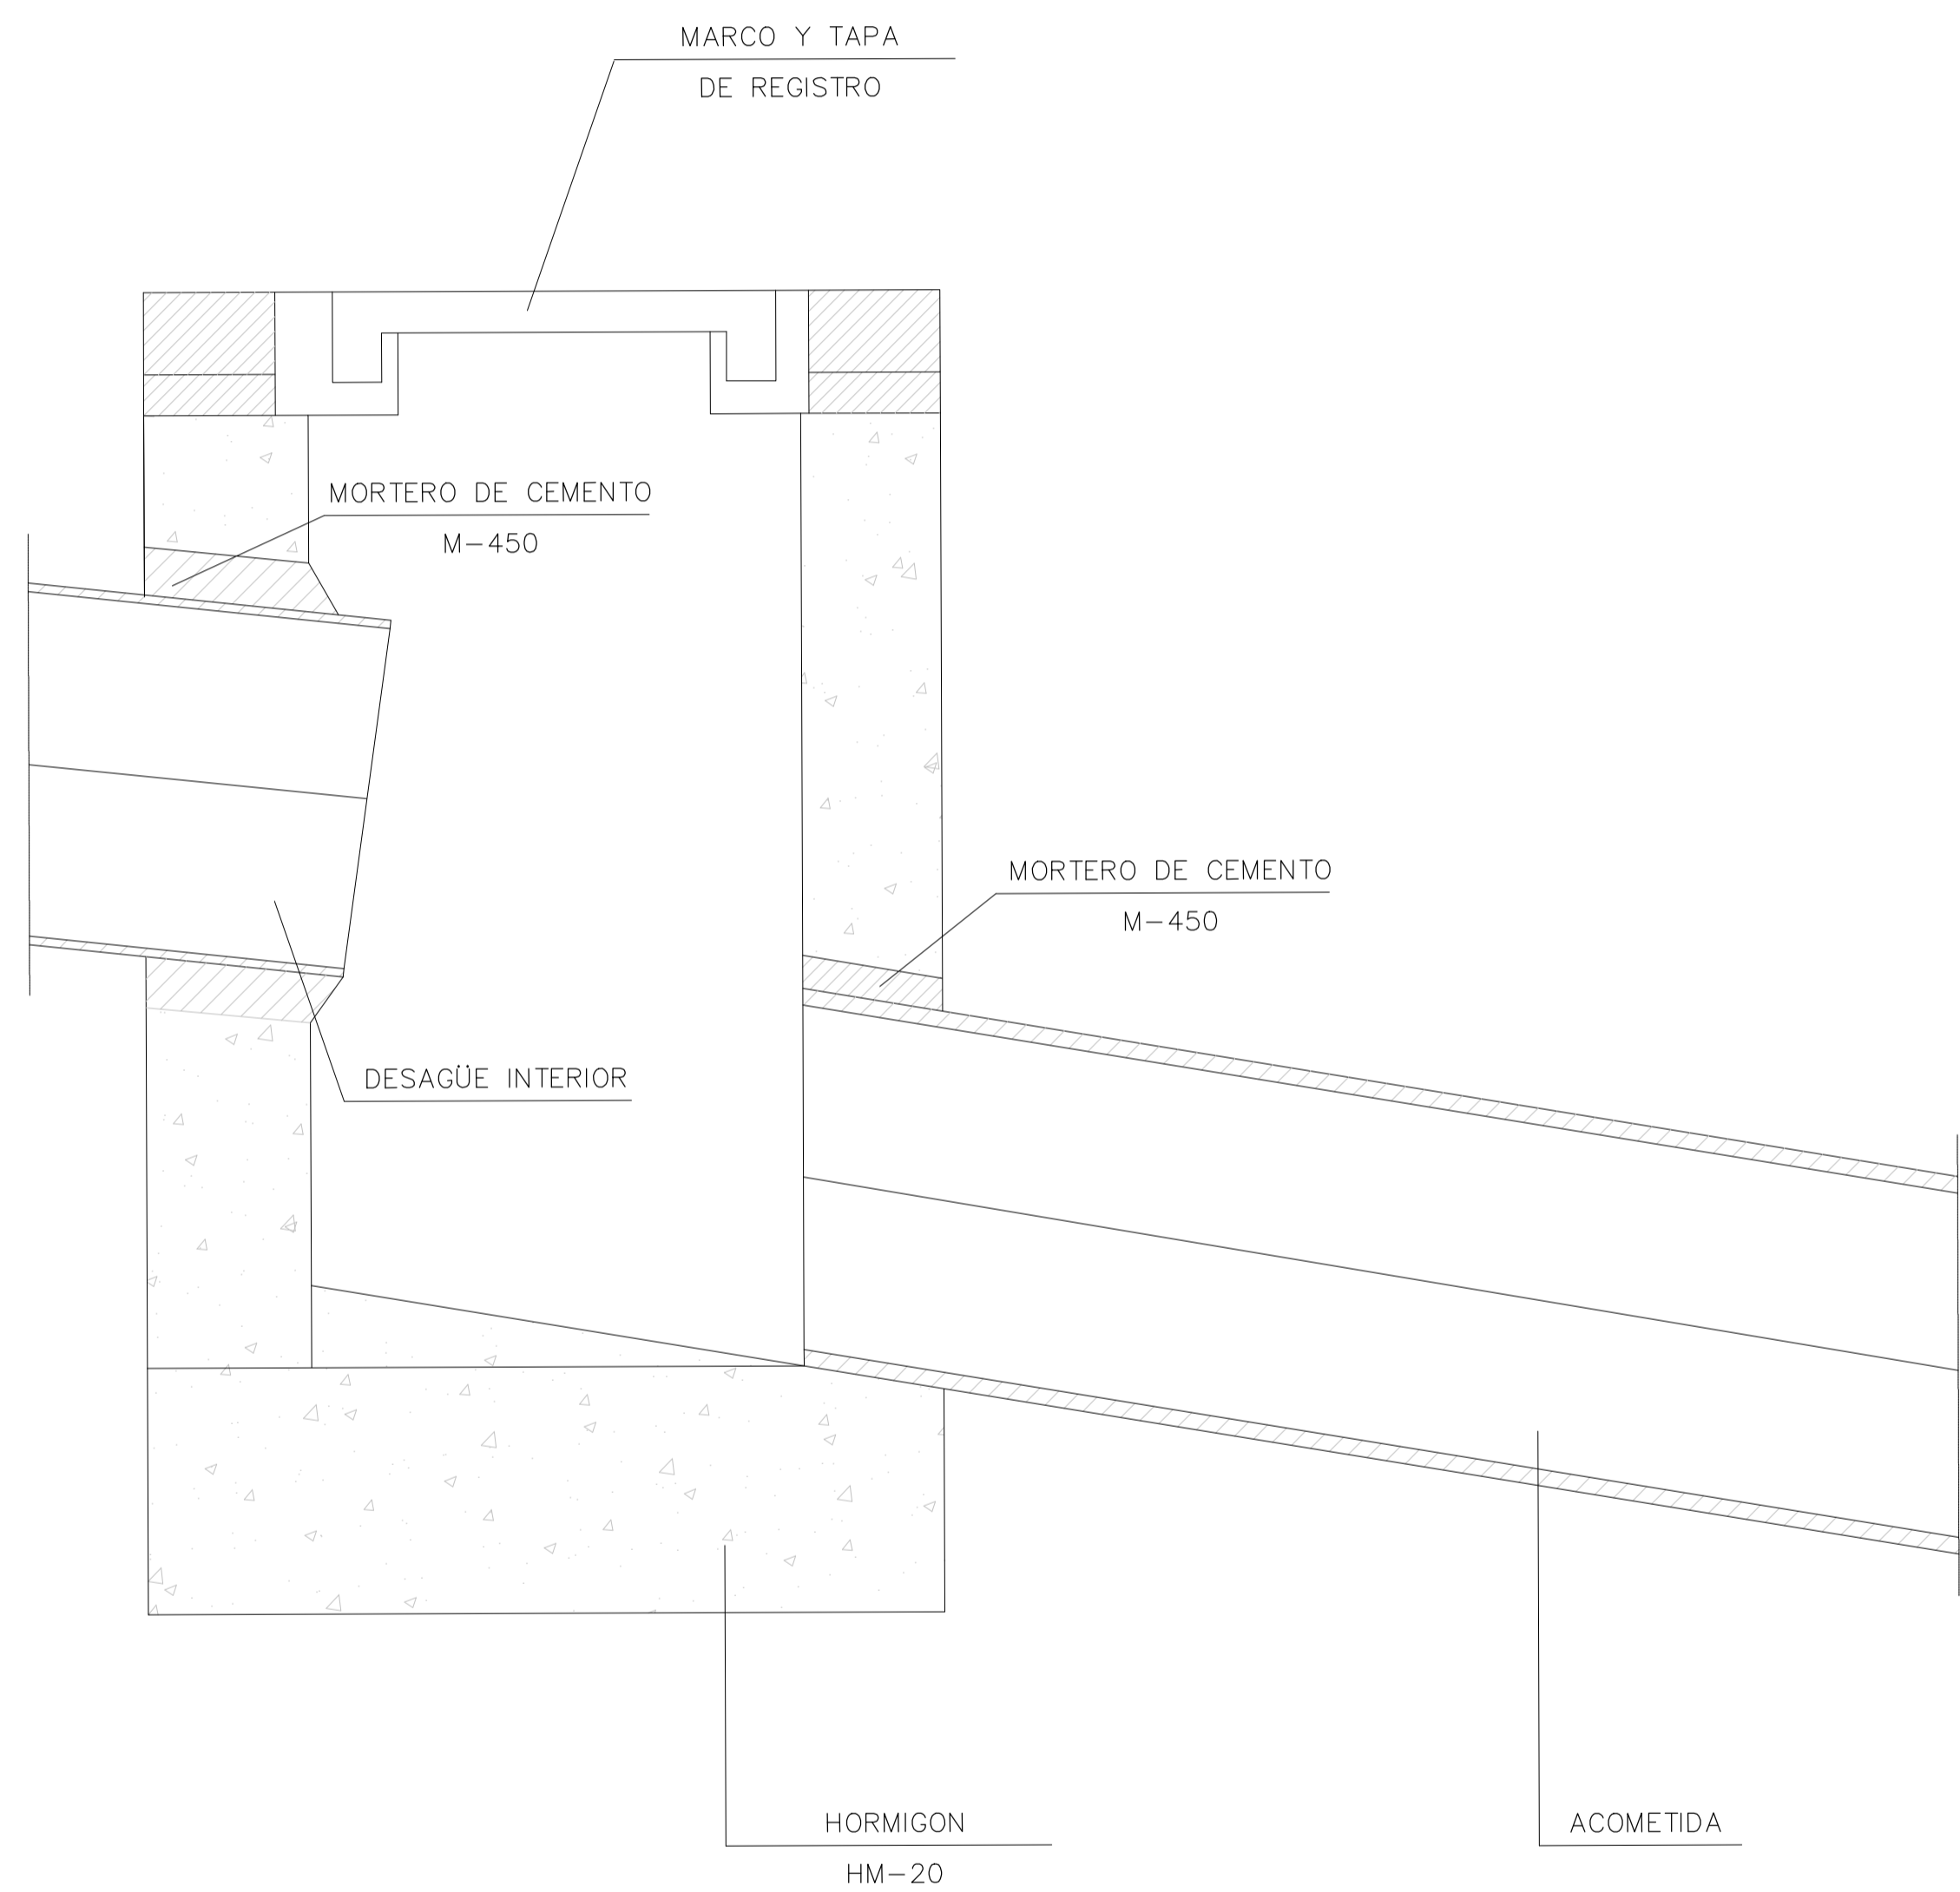 MARCO Y TAPA
DE REGISTRO
MORTERO DE CEMENTO
M-450
MORTERO DE CEMENTO
M-450
DESAGÜE INTERIOR
HORMIGON
HM-20
ACOMETIDA